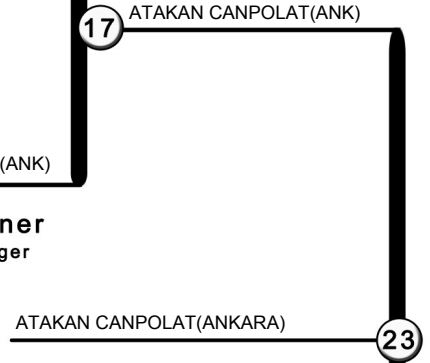 17 ATAKAN CANPOLAT(ANK)
(ANK)
ner
ger
ATAKAN CANPOLAT(ANKARA)
23